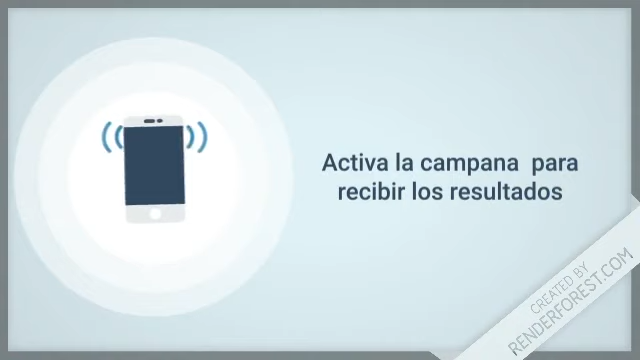 Activa la campana para
recibir los resultados
CREATED BY
RENDERFOREST.COM